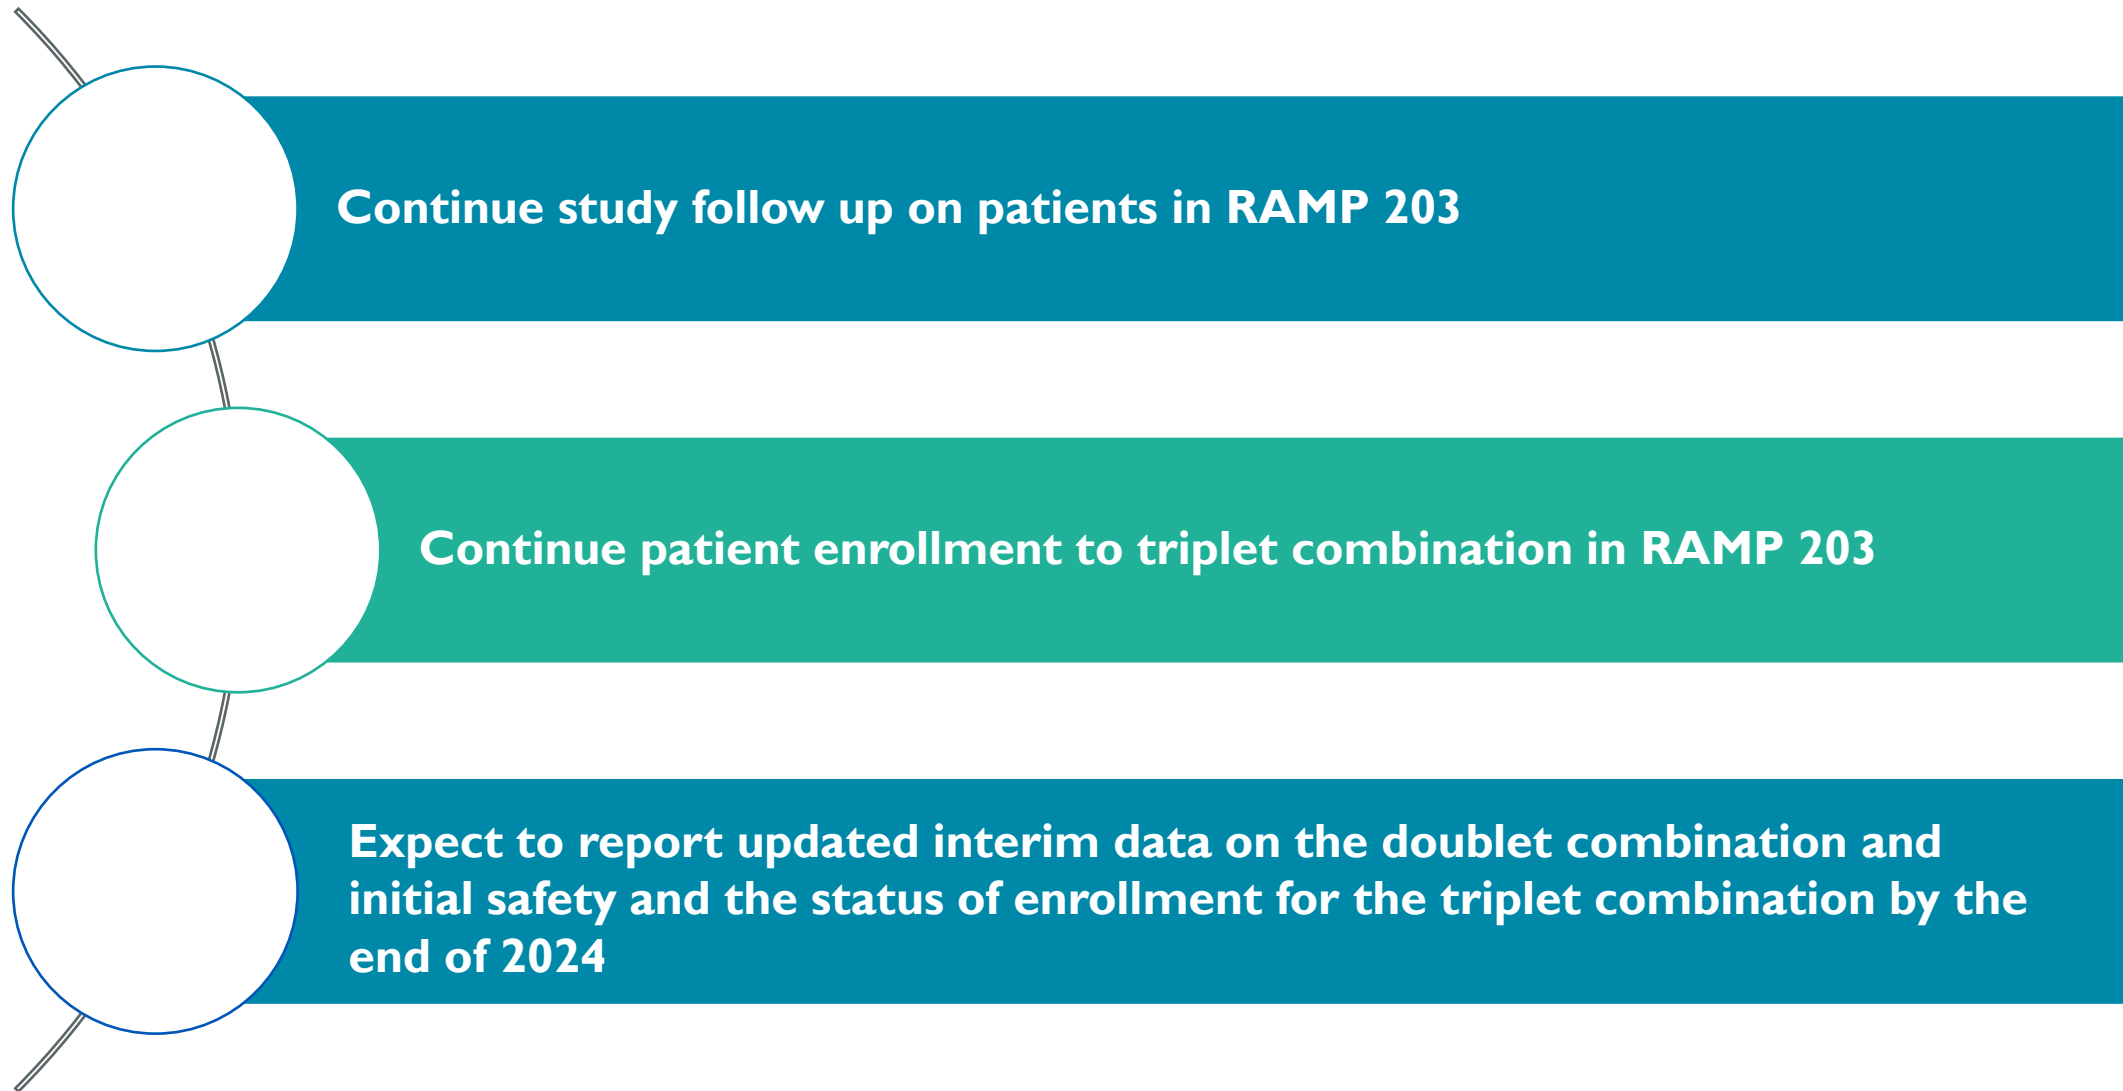 Continue study follow up on patients in RAMP 203
Continue patient enrollment to triplet combination in RAMP 203
Expect to report updated interim data on the doublet combination and
initial safety and the status of enrollment for the triplet combination by the
end of 2024